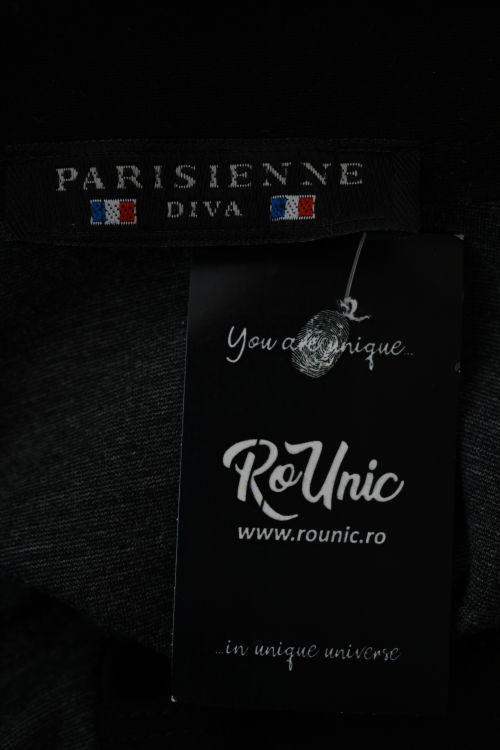 PARISIENNE
DIVA
You are unique...
RoUnic
www.rounic.ro
...in unique universe